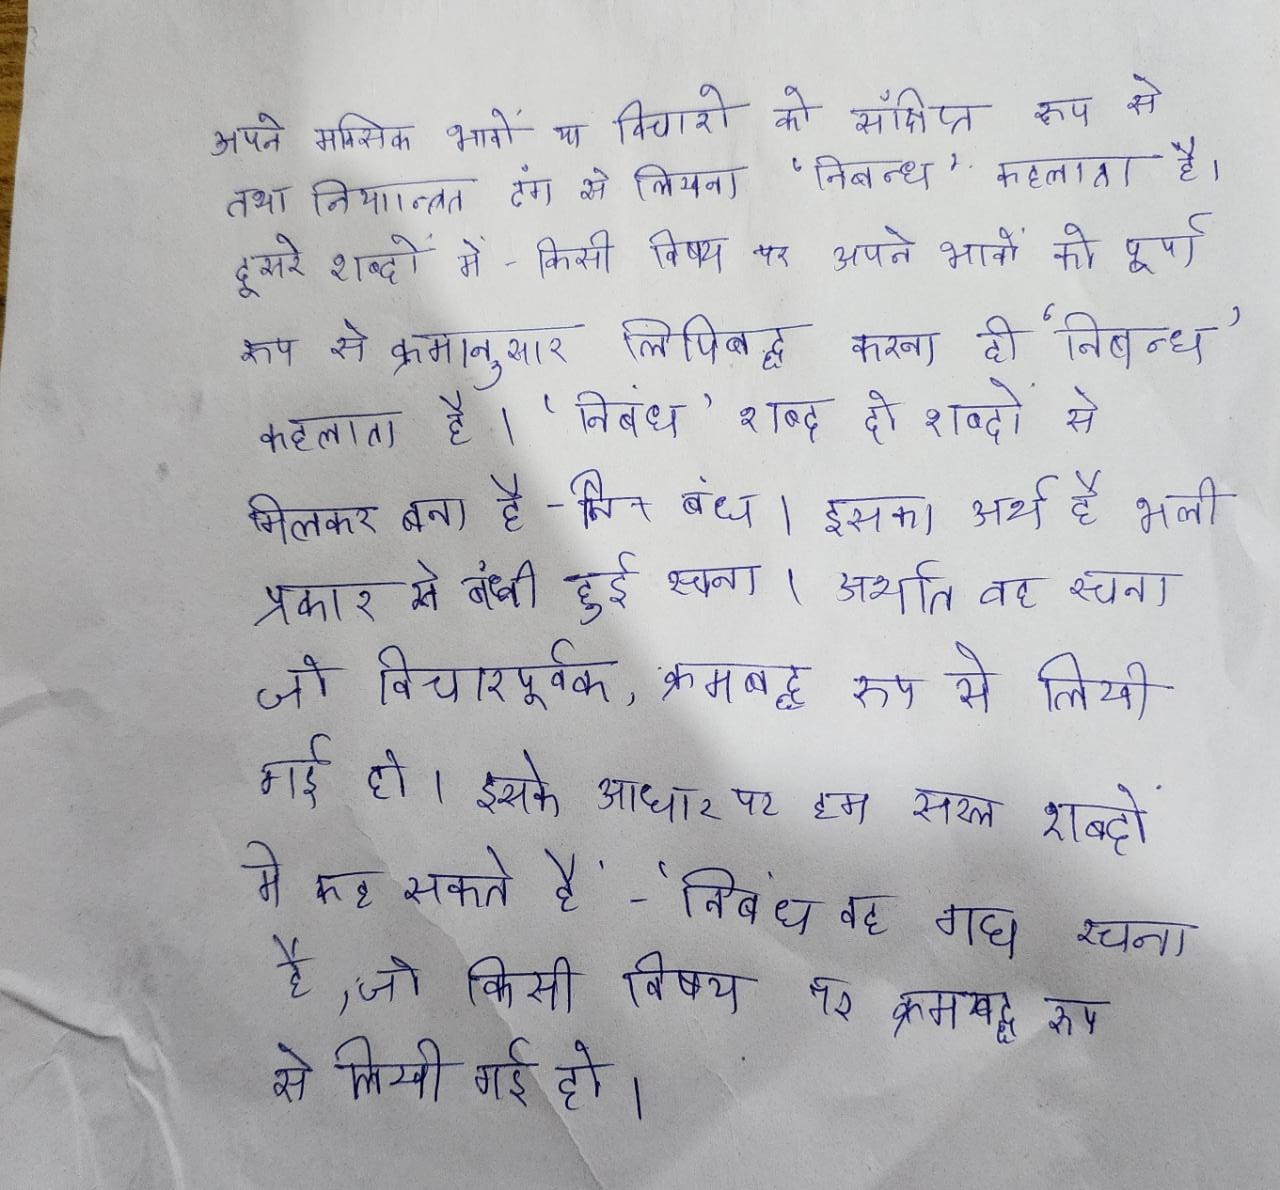 अपने मानसिक भावों या विचारो को संक्षिप्त रूप से
तथा नियान्त्रत ढंग से लिखना 'निबन्ध' कहलाता है।
दूसरे शब्दों में - किसी विषय पर अपने भावों को पूर्ण
रूप से क्रमानुसार लिपिबद्ध करना ही 'निबन्ध'
कहलाता है। 'निबंध' शब्द दो शब्दों से
मिलकर बना है - नि + बंध। इसका अर्थ है भली
प्रकार से बंधी हुई रचना। अर्थात वह रचना
जो विचारपूर्वक, क्रमबद्ध रूप से लिखी
गई हो। इसके आधार पर हम सरल शब्दों
मे कह सकते हैं - 'निबंध वह गद्य रचना
है, जो किसी विषय पर क्रमबद्ध रूप
से लिखी गई हो।